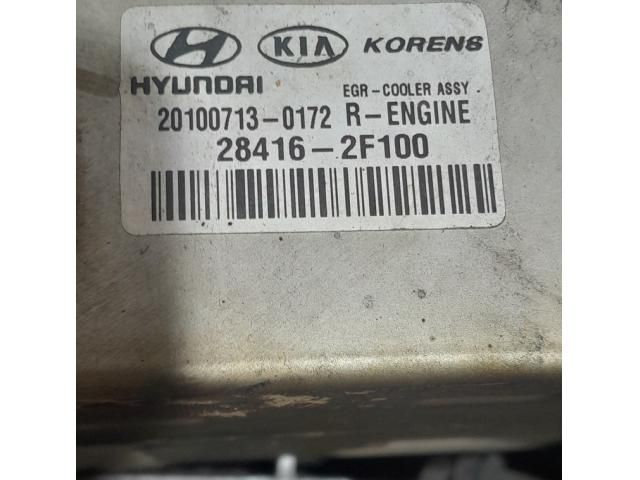 KIA KORENS
HYUNDAI EGR-COOLER ASSY
20100713-0172 R-ENGINE
28416-2F100